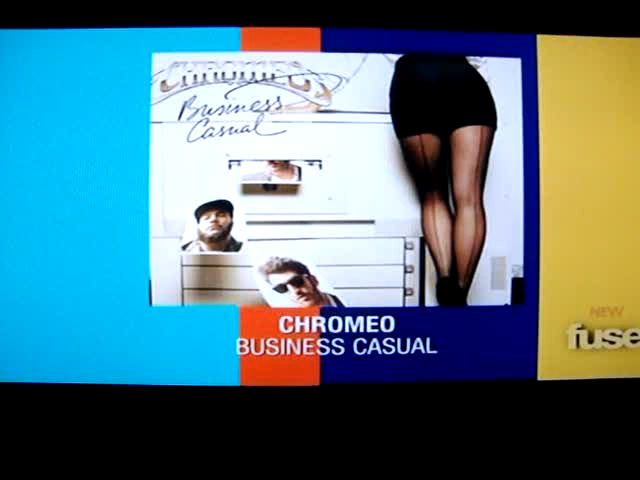 CHROMEO
Business
Casual
CHROMEO
BUSINESS CASUAL
NEW
fuse